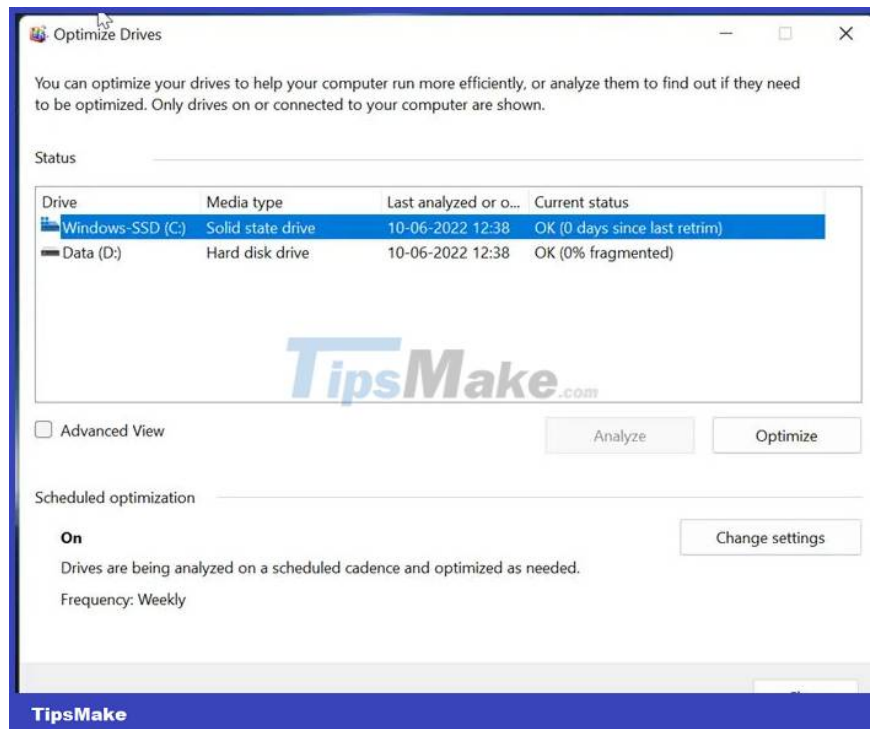 Optimize Drives
You can optimize your drives to help your computer run more efficiently, or analyze them to find out if they need
to be optimized. Only drives on or connected to your computer are shown.
Status
Drive Media type Last analyzed or o... Current status
Windows-SSD (C:) Solid state drive 10-06-2022 12:38 OK (0 days since last retrim)
Data (D:) Hard disk drive 10-06-2022 12:38 OK (0% fragmented)
TipsMake.com
Advanced View Analyze Optimize
Scheduled optimization
On Change settings
Drives are being analyzed on a scheduled cadence and optimized as needed.
Frequency: Weekly
TipsMake